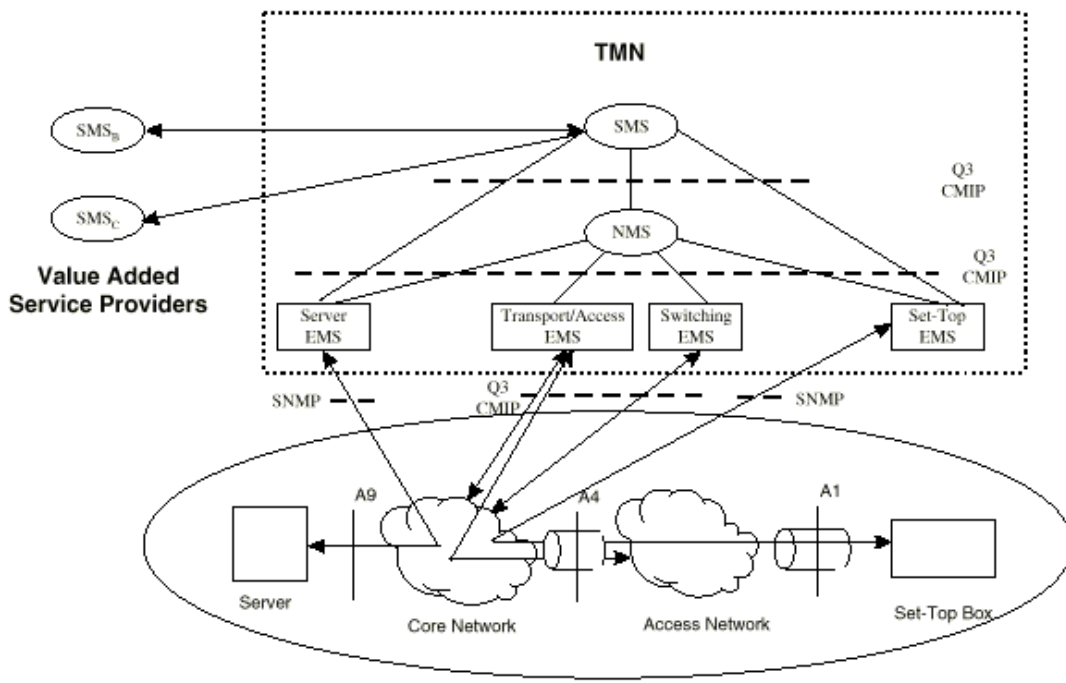 TMN
SMS
SMS_B
SMS_C
Q3
CMIP
NMS
Value Added
Service Providers
Q3
CMIP
Server
EMS
Transport/Access
EMS
Switching
EMS
Set-Top
EMS
SNMP
Q3
CMIP
SNMP
A9
A4
A1
Server
Core Network
Access Network
Set-Top Box